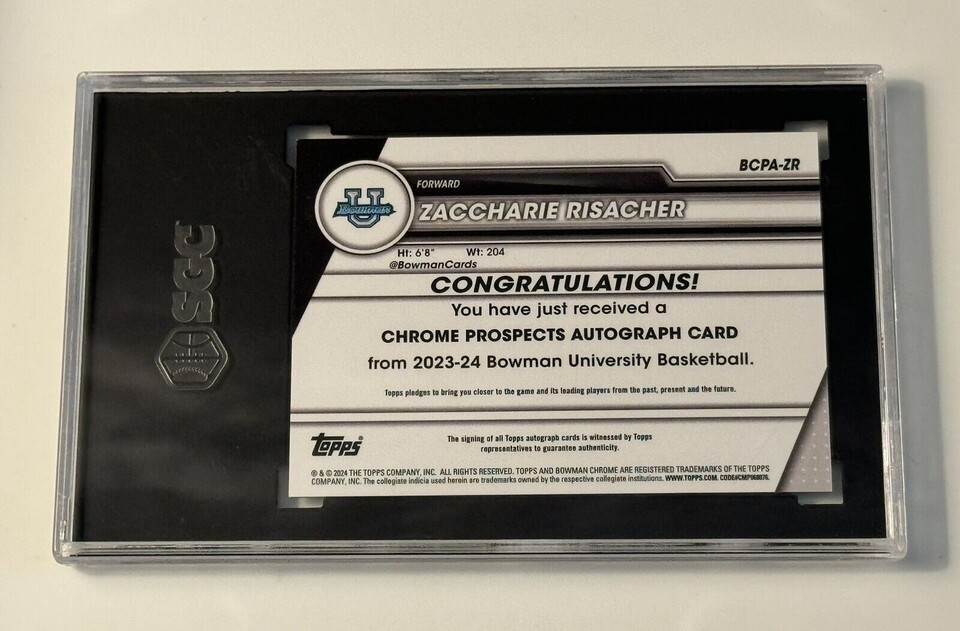 SGC
BCPA-ZR
FORWARD
Bowman U
ZACCHARIE RISACHER
Ht: 6'8" Wt: 204
@BowmanCards
CONGRATULATIONS!
You have just received a
CHROME PROSPECTS AUTOGRAPH CARD
from 2023-24 Bowman University Basketball.
Topps pledges to bring you closer to the game and its leading players from the past, present and the future.
topps
The signing of all Topps autograph cards is witnessed by Topps
representatives to guarantee authenticity.
® & © 2024 THE TOPPS COMPANY, INC. ALL RIGHTS RESERVED. TOPPS AND BOWMAN CHROME ARE REGISTERED TRADEMARKS OF THE TOPPS
COMPANY, INC. The collegiate indicia used herein are trademarks owned by the respective collegiate institutions. WWW.TOPPS.COM. CODE#CMP068076.